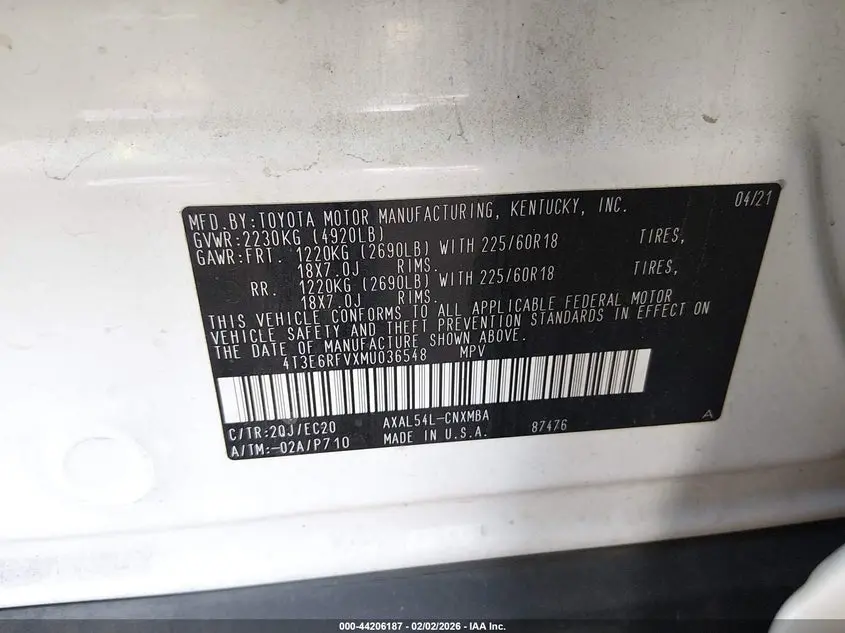 MFD.BY:TOYOTA MOTOR MANUFACTURING, KENTUCKY, INC. 04/21
GVWR:2230KG (4920LB)
GAWR:FRT. 1220KG (2690LB) WITH 225/60R18 TIRES,
18X7.0J RIMS.
RR. 1220KG (2690LB) WITH 225/60R18 TIRES,
18X7.0J RIMS.
THIS VEHICLE CONFORMS TO ALL APPLICABLE FEDERAL MOTOR
VEHICLE SAFETY AND THEFT PREVENTION STANDARDS IN EFFECT ON
THE DATE OF MANUFACTURE SHOWN ABOVE.
4T3E6RFVXMU036548 MPV
C/TR:2QJ/EC20 AXAL54L-CNXMBA 87476 A
A/TM:-02A/P710 MADE IN U.S.A.
000-44206187 - 02/02/2026 - IAA Inc.